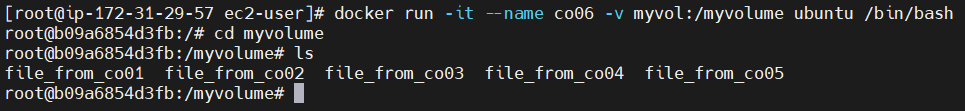 [root@ip-172-31-29-57 ec2-user]# docker run -it --name co06 -v myvol:/myvolume ubuntu /bin/bash
root@b09a6854d3fb:/# cd myvolume
root@b09a6854d3fb:/myvolume# ls
file_from_co01  file_from_co02  file_from_co03  file_from_co04  file_from_co05
root@b09a6854d3fb:/myvolume#